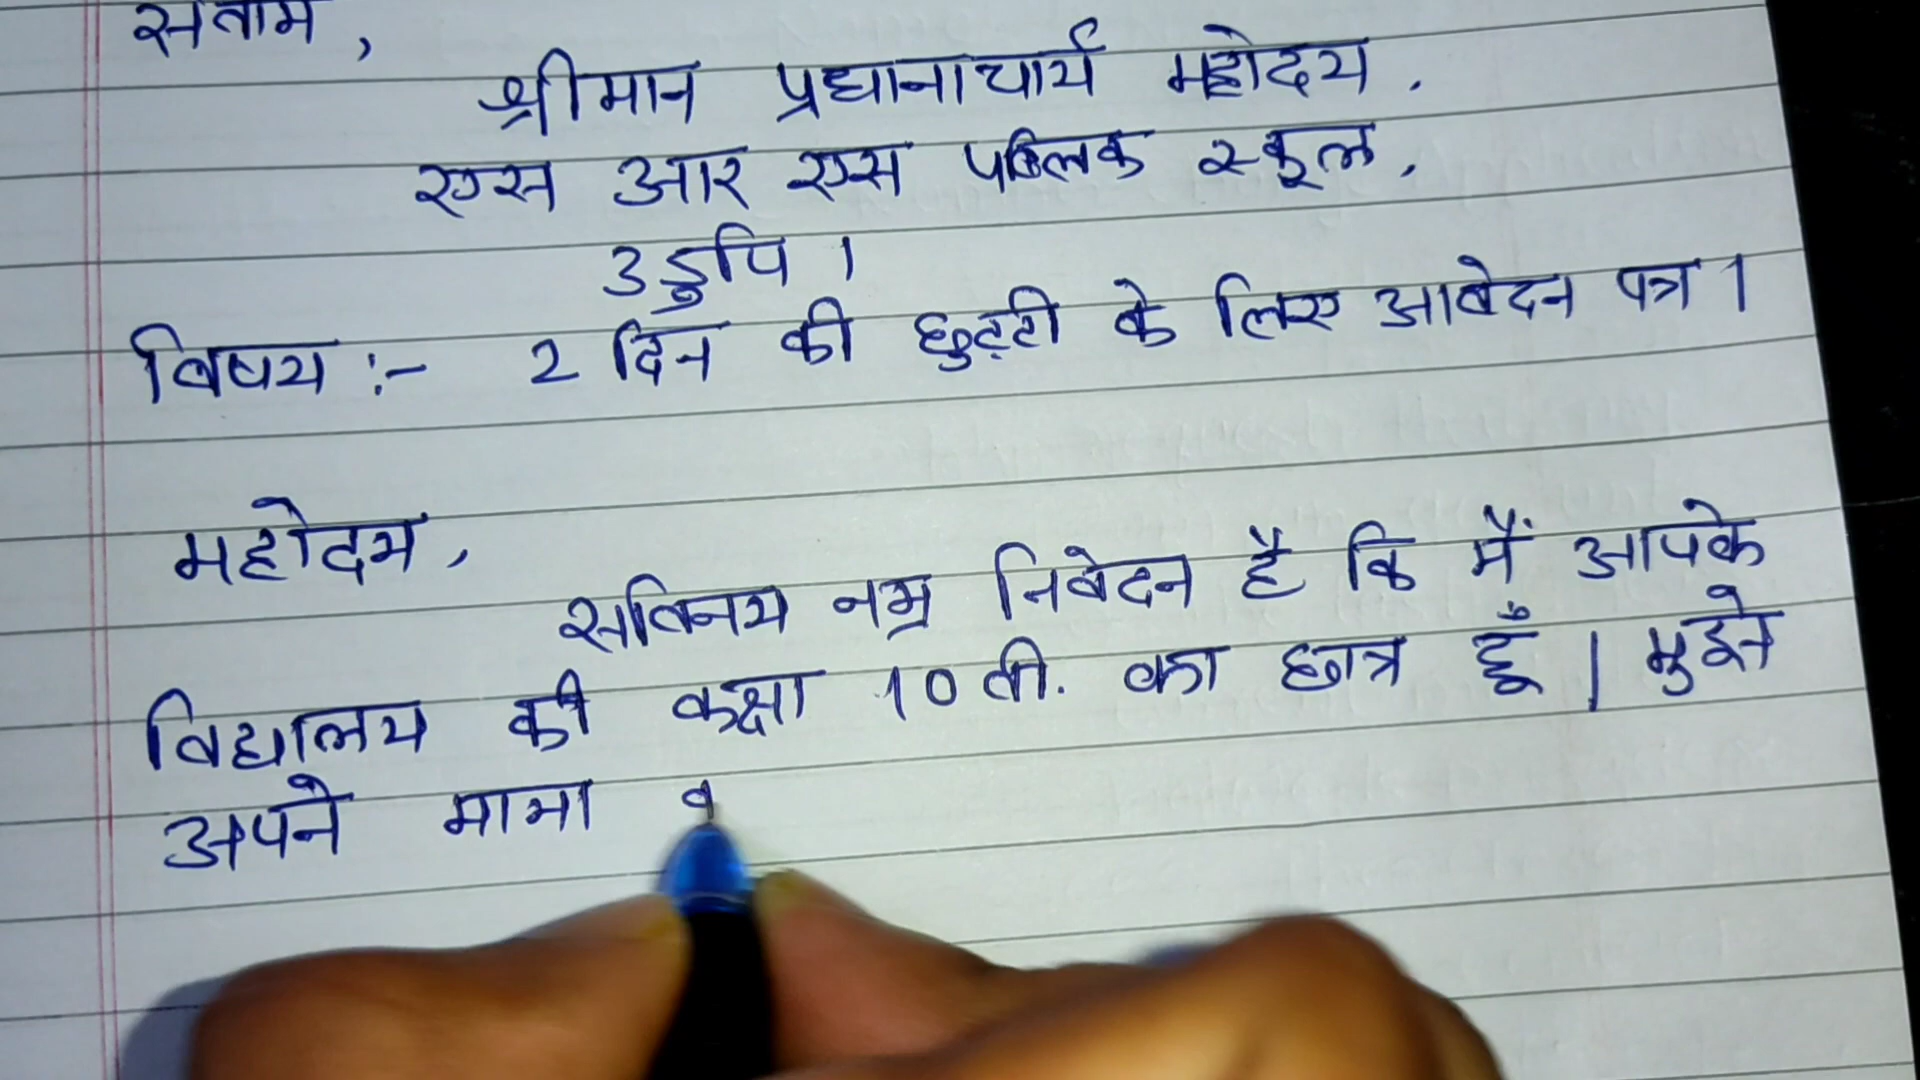 सेवामें,
श्रीमान प्रधानाचार्य महोदय.
एस आर एस पब्लिक स्कूल,
उडुपि ।
विषय :- 2 दिन की छुट्टी के लिए आवेदन पत्र ।
महोदय,
सविनय नम्र निवेदन है कि मैं आपके
विद्यालय की कक्षा 10 वी. का छात्र हूँ । मुझे
अपने मामा